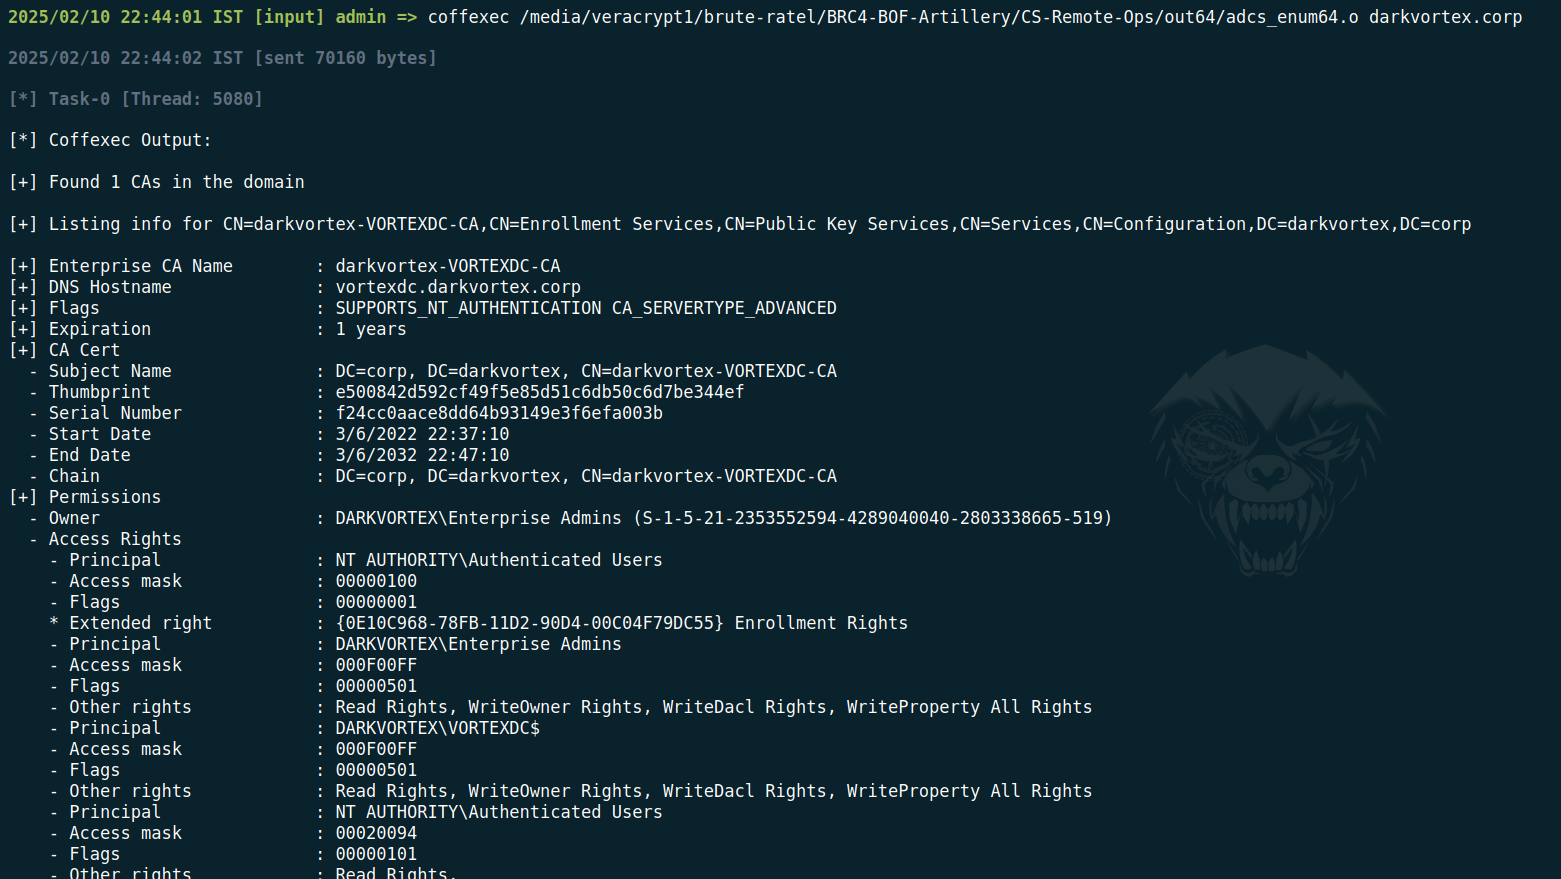 2025/02/10 22:44:01 IST [input] admin => coffexec /media/veracrypt1/brute-ratel/BRC4-BOF-Artillery/CS-Remote-Ops/out64/adcs_enum64.o darkvortex.corp
2025/02/10 22:44:02 IST [sent 70160 bytes]
[*] Task-0 [Thread: 5080]
[*] Coffexec Output:
[+] Found 1 CAs in the domain
[+] Listing info for CN=darkvortex-VORTEXDC-CA,CN=Enrollment Services,CN=Public Key Services,CN=Services,CN=Configuration,DC=darkvortex,DC=corp
[+] Enterprise CA Name : darkvortex-VORTEXDC-CA
[+] DNS Hostname : vortexdc.darkvortex.corp
[+] Flags : SUPPORTS_NT_AUTHENTICATION CA_SERVERTYPE_ADVANCED
[+] Expiration : 1 years
[+] CA Cert
- Subject Name : DC=corp, DC=darkvortex, CN=darkvortex-VORTEXDC-CA
- Thumbprint : e500842d592cf49f5e85d51c6db50c6d7be344ef
- Serial Number : f24cc0aace8dd64b93149e3f6efa003b
- Start Date : 3/6/2022 22:37:10
- End Date : 3/6/2032 22:47:10
- Chain : DC=corp, DC=darkvortex, CN=darkvortex-VORTEXDC-CA
[+] Permissions
- Owner : DARKVORTEX\Enterprise Admins (S-1-5-21-2353552594-4289040040-2803338665-519)
- Access Rights
- Principal : NT AUTHORITY\Authenticated Users
- Access mask : 00000100
- Flags : 00000001
* Extended right : {0E10C968-78FB-11D2-90D4-00C04F79DC55} Enrollment Rights
- Principal : DARKVORTEX\Enterprise Admins
- Access mask : 000F00FF
- Flags : 00000501
- Other rights : Read Rights, WriteOwner Rights, WriteDacl Rights, WriteProperty All Rights
- Principal : DARKVORTEX\VORTEXDC$
- Access mask : 000F00FF
- Flags : 00000501
- Other rights : Read Rights, WriteOwner Rights, WriteDacl Rights, WriteProperty All Rights
- Principal : NT AUTHORITY\Authenticated Users
- Access mask : 00020094
- Flags : 00000101
- Other rights : Read Rights,